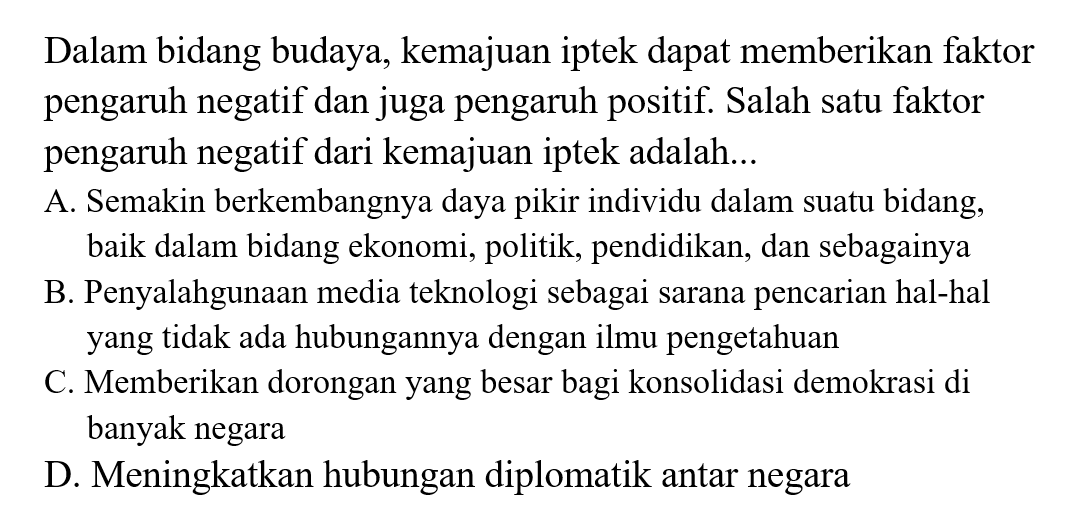 Dalam bidang budaya, kemajuan iptek dapat memberikan faktor
pengaruh negatif dan juga pengaruh positif. Salah satu faktor
pengaruh negatif dari kemajuan iptek adalah...
A. Semakin berkembangnya daya pikir individu dalam suatu bidang,
baik dalam bidang ekonomi, politik, pendidikan, dan sebagainya
B. Penyalahgunaan media teknologi sebagai sarana pencarian hal-hal
yang tidak ada hubungannya dengan ilmu pengetahuan
C. Memberikan dorongan yang besar bagi konsolidasi demokrasi di
banyak negara
D. Meningkatkan hubungan diplomatik antar negara